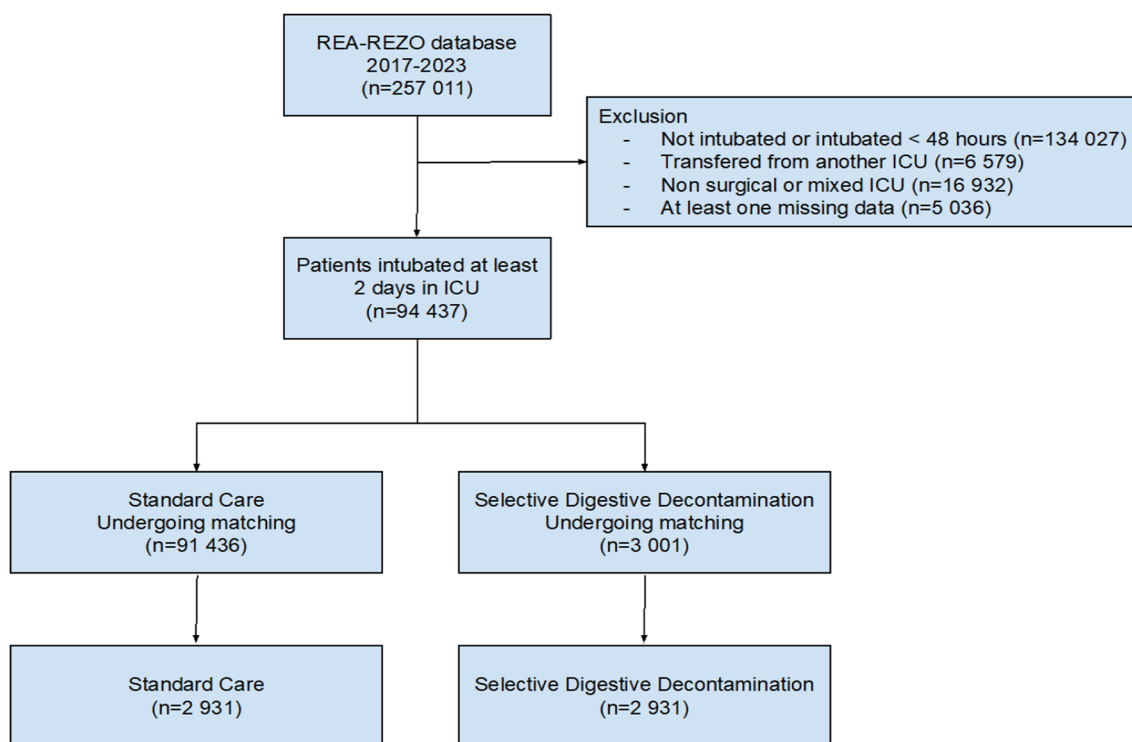 REA-REZO database
2017-2023
(n=257 011)
Exclusion
- Not intubated or intubated < 48 hours (n=134 027)
- Transfered from another ICU (n=6 579)
- Non surgical or mixed ICU (n=16 932)
- At least one missing data (n=5 036)
Patients intubated at least
2 days in ICU
(n=94 437)
Standard Care
Undergoing matching
(n=91 436)
Selective Digestive Decontamination
Undergoing matching
(n=3 001)
Standard Care
(n=2 931)
Selective Digestive Decontamination
(n=2 931)